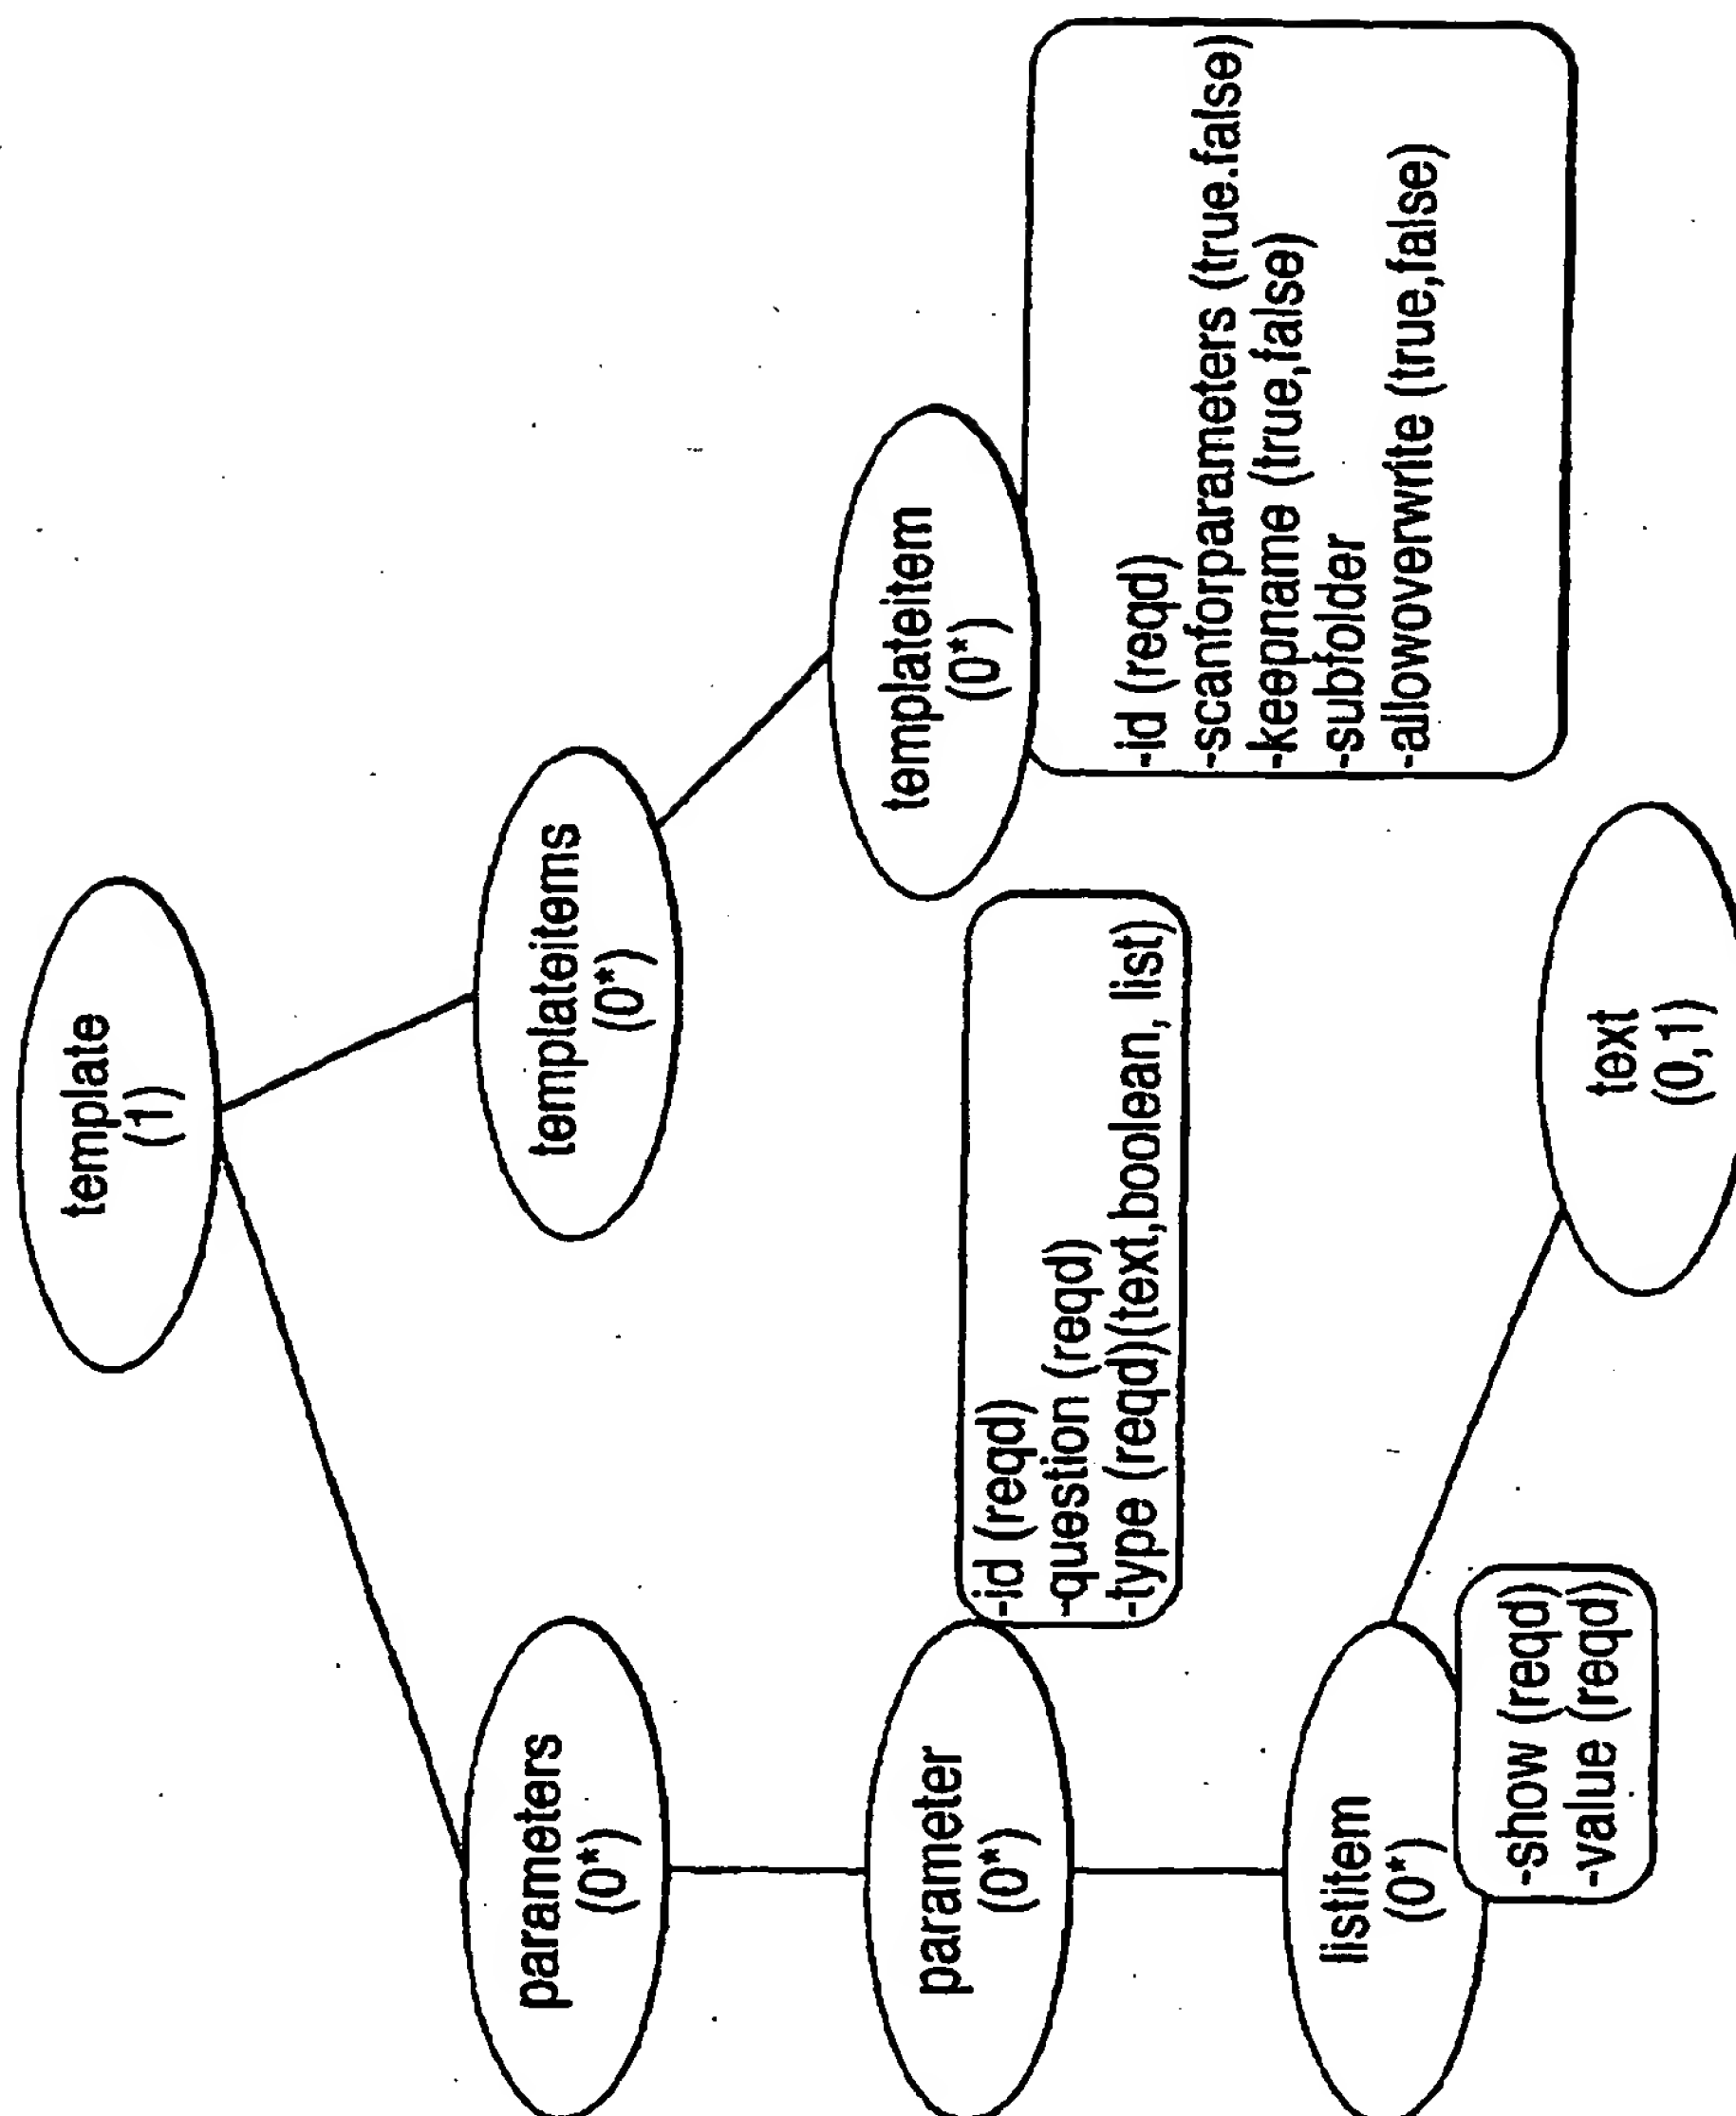 template
(1)
parameters
(0*)
templateitems
(0*)
parameter
(0*)
-id (reqd)
-question (reqd)
-type (reqd)(text,boolean, list)
templateitem
(0*)
-id (reqd)
-scanforparameters (true.false)
-keepname (true,false)
-subfolder
-allowoverwrite (true,false)
listitem
(0*)
-show (reqd)
-value (reqd)
text
(0,1)